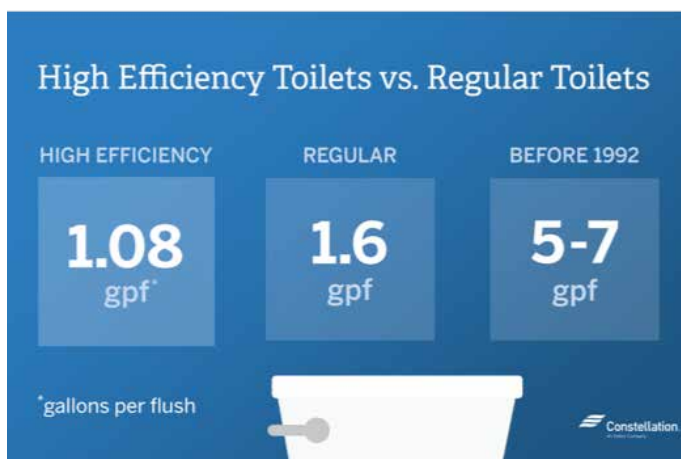 High Efficiency Toilets vs. Regular Toilets
HIGH EFFICIENCY
REGULAR
BEFORE 1992
1.08
gpf*
1.6
gpf
5-7
gpf
*gallons per flush
Constellation.